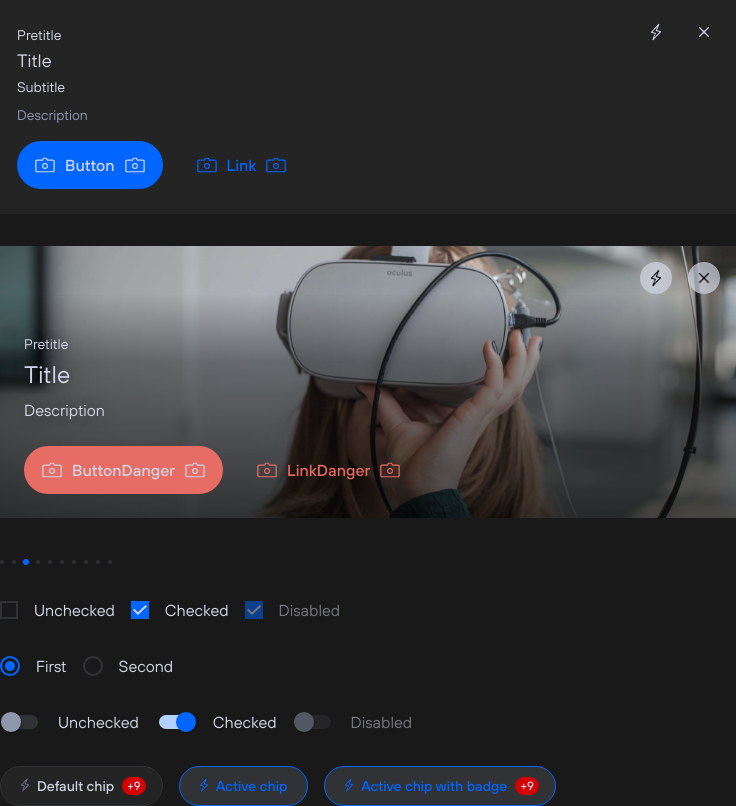 Pretitle
Title
Subtitle
Description
Button Link
oculus
Pretitle
Title
Description
ButtonDanger LinkDanger
Unchecked Checked Disabled
First Second
Unchecked Checked Disabled
Default chip +9 Active chip Active chip with badge +9